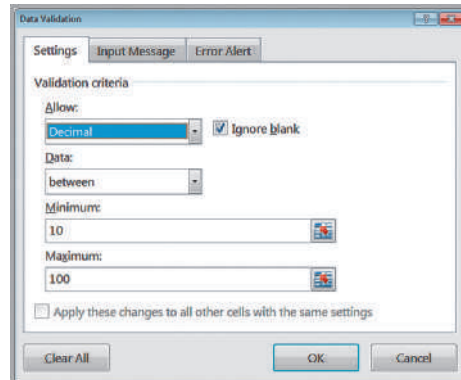 Data Validation
Settings
Input Message
Error Alert
Validation criteria
Allow:
Decimal
Ignore blank
Data:
between
Minimum:
10
Maximum:
100
Apply these changes to all other cells with the same settings
Clear All
OK
Cancel